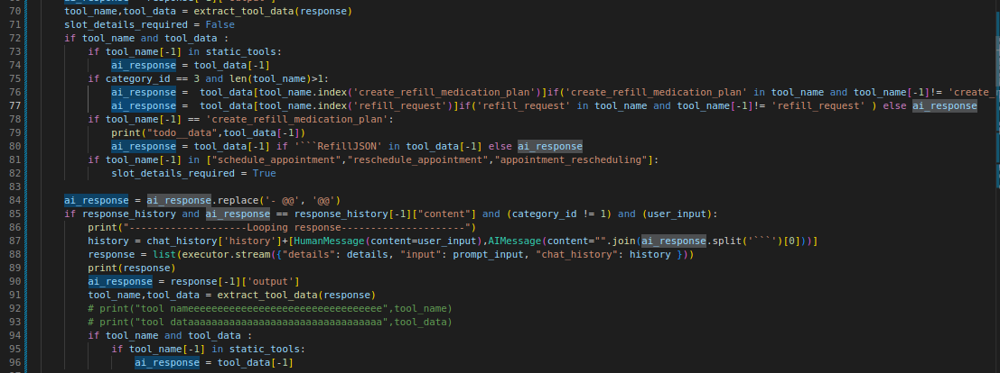 70 tool_name,tool_data = extract_tool_data(response)
71 slot_details_required = False
72 if tool_name and tool_data :
73 if tool_name[-1] in static_tools:
74 ai_response = tool_data[-1]
75 if category_id == 3 and len(tool_name)>1:
76 ai_response =  tool_data[tool_name.index('create_refill_medication_plan')]if('create_refill_medication_plan' in tool_name and tool_name[-1]!= 'create_
77 ai_response =  tool_data[tool_name.index('refill_request')]if('refill_request' in tool_name and tool_name[-1]!= 'refill_request' ) else ai_response
78 if tool_name[-1] == 'create_refill_medication_plan':
79 print("todo__data",tool_data[-1])
80 ai_response = tool_data[-1] if '```RefillJSON' in tool_data[-1] else ai_response
81 if tool_name[-1] in ["schedule_appointment","reschedule_appointment","appointment_rescheduling"]:
82 slot_details_required = True
83
84 ai_response = ai_response.replace('- @@', '@@')
85 if response_history and ai_response == response_history[-1]["content"] and (category_id != 1) and (user_input):
86 print("--------------------Looping response---------------------")
87 history = chat_history['history']+[HumanMessage(content=user_input),AIMessage(content="".join(ai_response.split('```')[0]))]
88 response = list(executor.stream({"details": details, "input": prompt_input, "chat_history": history }))
89 print(response)
90 ai_response = response[-1]['output']
91 tool_name,tool_data = extract_tool_data(response)
92 # print("tool nameeeeeeeeeeeeeeeeeeeeeeeeeeeeeeeee",tool_name)
93 # print("tool dataaaaaaaaaaaaaaaaaaaaaaaaaaaaaaaaa",tool_data)
94 if tool_name and tool_data :
95 if tool_name[-1] in static_tools:
96 ai_response = tool_data[-1]